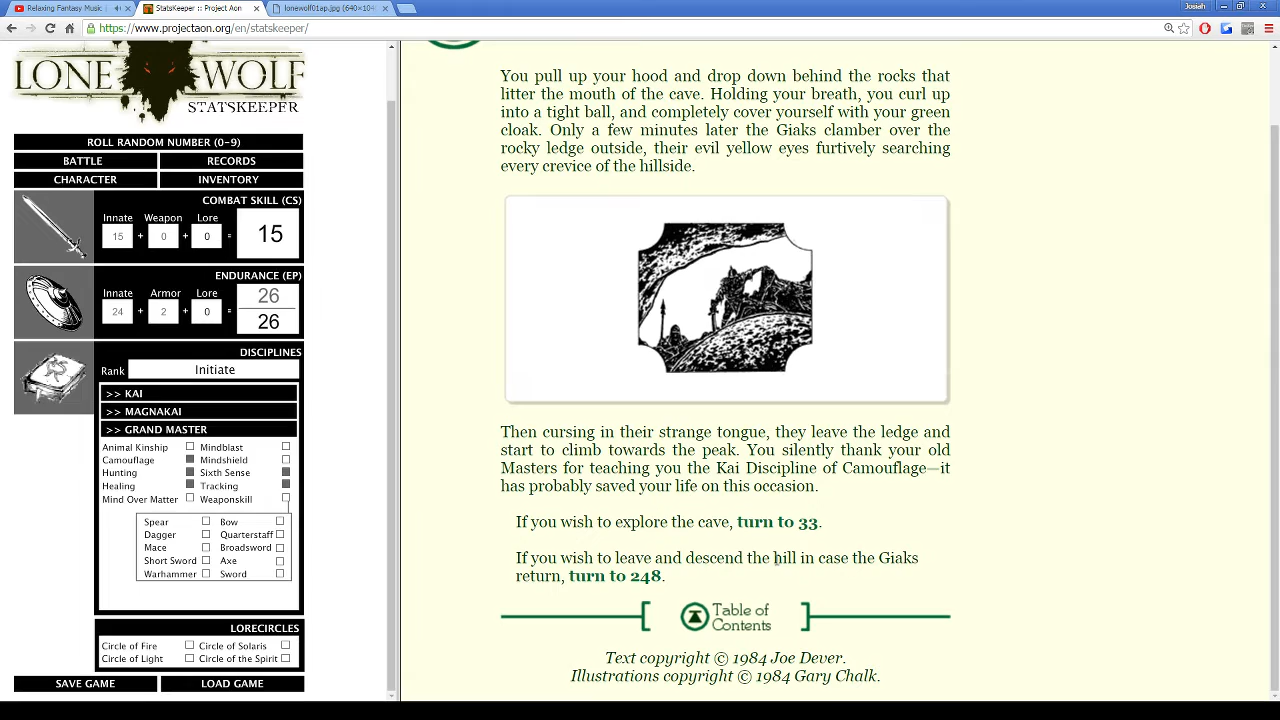 Relaxing Fantasy Music
StatsKeeper :: Project Aon
lonewolf01ap.jpg (640×104
Josiah
https://www.projectaon.org/en/statskeeper/
LONE WOLF
STATSKEEPER
ROLL RANDOM NUMBER (0-9)
BATTLE RECORDS
CHARACTER INVENTORY
COMBAT SKILL (CS)
Innate Weapon Lore
15 + 0 + 0 = 15
ENDURANCE (EP)
Innate Armor Lore
26
24 + 2 + 0 =
26
DISCIPLINES
Rank Initiate
>> KAI
>> MAGNAKAI
>> GRAND MASTER
Animal Kinship Mindblast
Camouflage Mindshield
Hunting Sixth Sense
Healing Tracking
Mind Over Matter Weaponskill
Spear Bow
Dagger Quarterstaff
Mace Broadsword
Short Sword Axe
Warhammer Sword
LORECIRCLES
Circle of Fire Circle of Solaris
Circle of Light Circle of the Spirit
SAVE GAME LOAD GAME
You pull up your hood and drop down behind the rocks that
litter the mouth of the cave. Holding your breath, you curl up
into a tight ball, and completely cover yourself with your green
cloak. Only a few minutes later the Giaks clamber over the
rocky ledge outside, their evil yellow eyes furtively searching
every crevice of the hillside.
Then cursing in their strange tongue, they leave the ledge and
start to climb towards the peak. You silently thank your old
Masters for teaching you the Kai Discipline of Camouflage—it
has probably saved your life on this occasion.
If you wish to explore the cave, turn to 33.
If you wish to leave and descend the hill in case the Giaks
return, turn to 248.
Table of
Contents
Text copyright © 1984 Joe Dever.
Illustrations copyright © 1984 Gary Chalk.